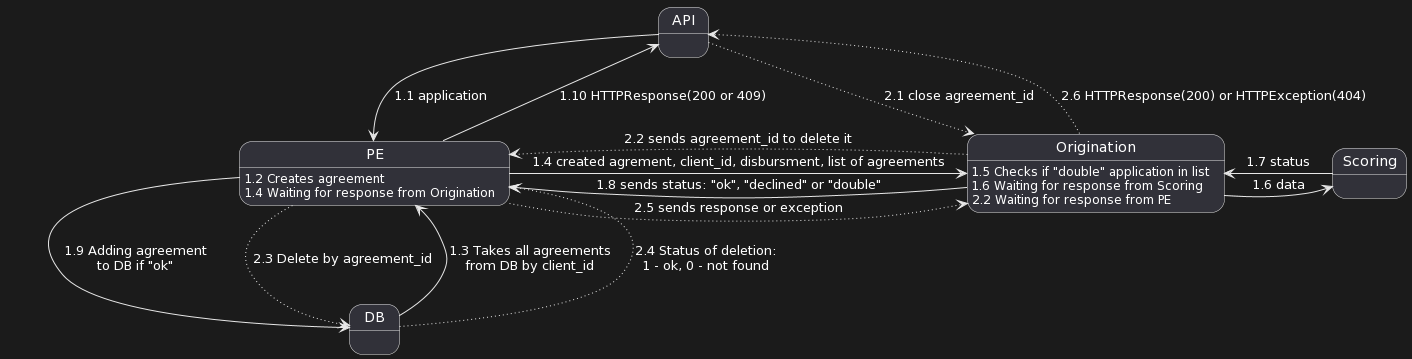 API
1.1 application
1.10 HTTPResponse(200 or 409)
2.1 close agreement_id
2.6 HTTPResponse(200) or HTTPException(404)
2.2 sends agreement_id to delete it
PE
1.2 Creates agreement
1.4 Waiting for response from Origination
1.4 created agrement, client_id, disbursment, list of agreements
1.8 sends status: "ok", "declined" or "double"
2.5 sends response or exception
Origination
1.5 Checks if "double" application in list
1.6 Waiting for response from Scoring
2.2 Waiting for response from PE
1.7 status
1.6 data
Scoring
1.9 Adding agreement
to DB if "ok"
2.3 Delete by agreement_id
1.3 Takes all agreements
from DB by client_id
2.4 Status of deletion:
1 - ok, 0 - not found
DB